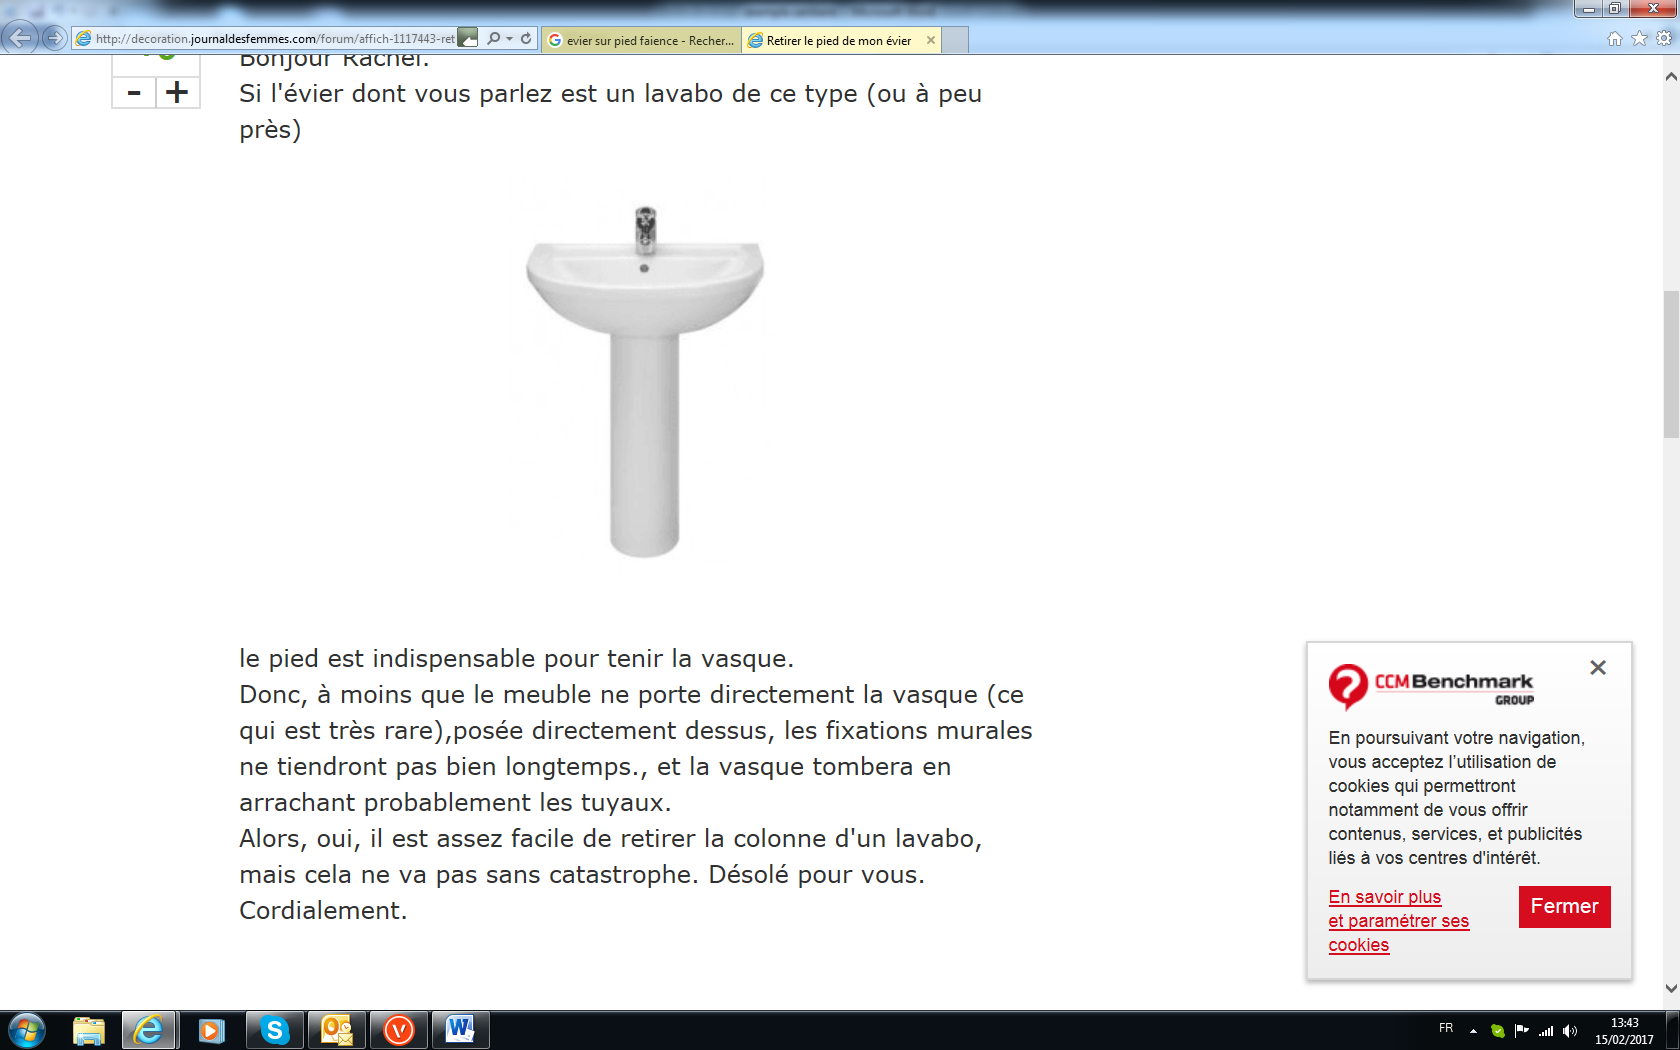 http://decoration.journaldesfemmes.com/forum/affich-1117443-ret
evier sur pied faience - Recher...
Retirer le pied de mon évier
- +
Bonjour Rachel.
Si l'évier dont vous parlez est un lavabo de ce type (ou à peu
près)
le pied est indispensable pour tenir la vasque.
Donc, à moins que le meuble ne porte directement la vasque (ce
qui est très rare),posée directement dessus, les fixations murales
ne tiendront pas bien longtemps., et la vasque tombera en
arrachant probablement les tuyaux.
Alors, oui, il est assez facile de retirer la colonne d'un lavabo,
mais cela ne va pas sans catastrophe. Désolé pour vous.
Cordialement.
CCMBenchmark
GROUP
En poursuivant votre navigation,
vous acceptez l’utilisation de
cookies qui permettront
notamment de vous offrir
contenus, services, et publicités
liés à vos centres d'intérêt.
En savoir plus
et paramétrer ses
cookies
Fermer
FR
13:43
15/02/2017